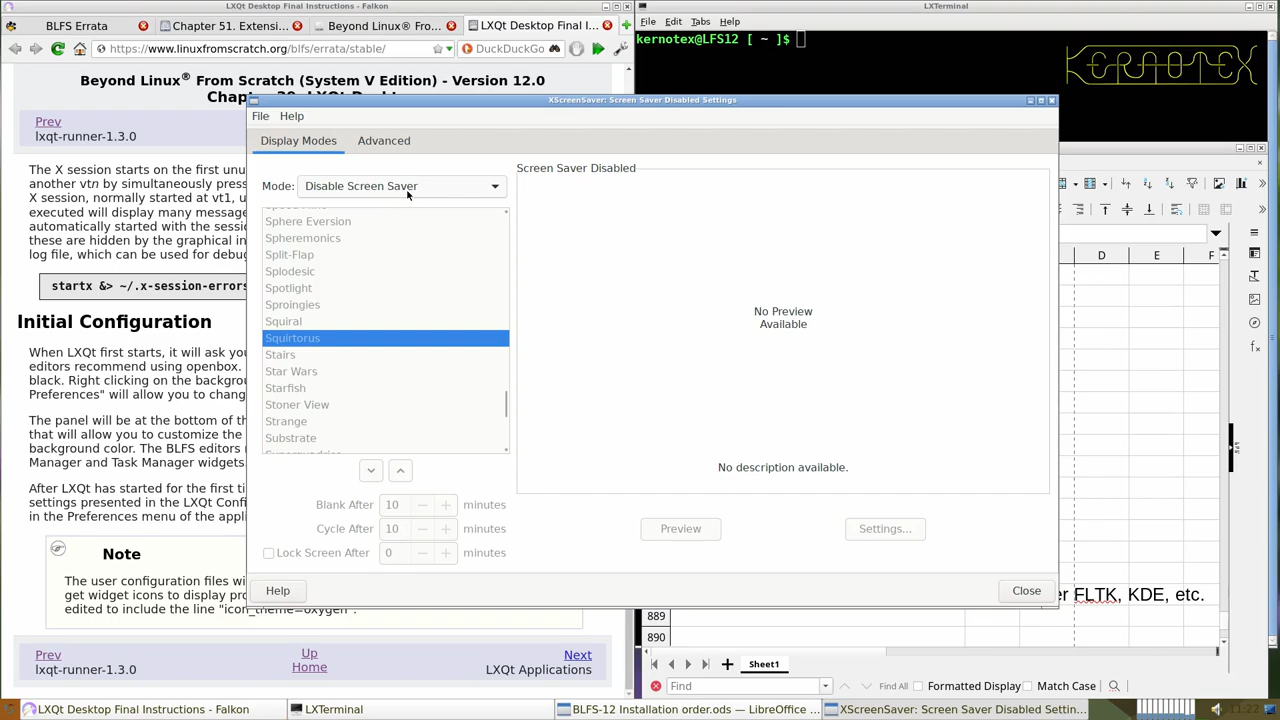 LXQt Desktop Final Instructions - Falkon
BLFS Errata
Chapter 51. Extensi...
Beyond Linux® Fro...
LXQt Desktop Final I...
https://www.linuxfromscratch.org/blfs/errata/stable/
DuckDuckGo
Beyond Linux® From Scratch (System V Edition) - Version 12.0
Prev
lxqt-runner-1.3.0
The X session starts on the first unu
another vtn by simultaneously press
X session, normally started at vt1, u
executed will display many message
automatically started with the sessio
these are hidden by the graphical in
log file, which can be used for debug
startx &> ~/.x-session-errors
Initial Configuration
When LXQt first starts, it will ask you
editors recommend using openbox.
black. Right clicking on the backgrou
Preferences" will allow you to chang
The panel will be at the bottom of th
that will allow you to customize the
background color. The BLFS editors
Manager and Task Manager widgets
After LXQt has started for the first ti
settings presented in the LXQt Conf
in the Preferences menu of the appl
Note
The user configuration files wi
get widget icons to display pro
edited to include the line "icon_theme=oxygen".
Prev
lxqt-runner-1.3.0
Up
Home
Next
LXQt Applications
LXTerminal
File Edit Tabs Help
kernotex@LFS12 [ ~ ]$
KERNOTEX
XScreenSaver: Screen Saver Disabled Settings
File Help
Display Modes
Advanced
Mode: Disable Screen Saver
Sphere Eversion
Spheremonics
Split-Flap
Splodesic
Spotlight
Sproingies
Squiral
Squirtorus
Stairs
Star Wars
Starfish
Stoner View
Strange
Substrate
Blank After 10 minutes
Cycle After 10 minutes
Lock Screen After 0 minutes
Screen Saver Disabled
No Preview
Available
No description available.
Preview
Settings...
Help
Close
D E F
er FLTK, KDE, etc.
889
890
Sheet1
Find
Find All
Formatted Display
Match Case
LXQt Desktop Final Instructions - Falkon
LXTerminal
BLFS-12 Installation order.ods — LibreOffice ...
XScreenSaver: Screen Saver Disabled Settin...
11:22